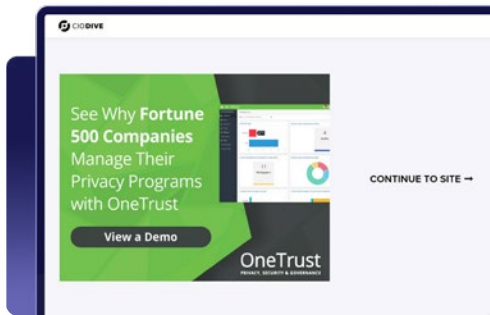 CIODIVE
See Why Fortune
500 Companies
Manage Their
Privacy Programs
with OneTrust
View a Demo
OneTrust
PRIVACY, SECURITY & GOVERNANCE
CONTINUE TO SITE →